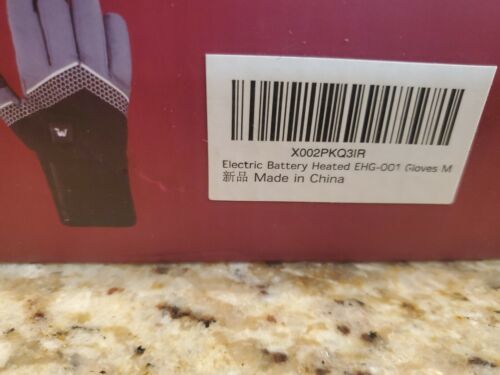 X002PKQ3IR
Electric Battery Heated EHG-001 Gloves M
新品 Made in China